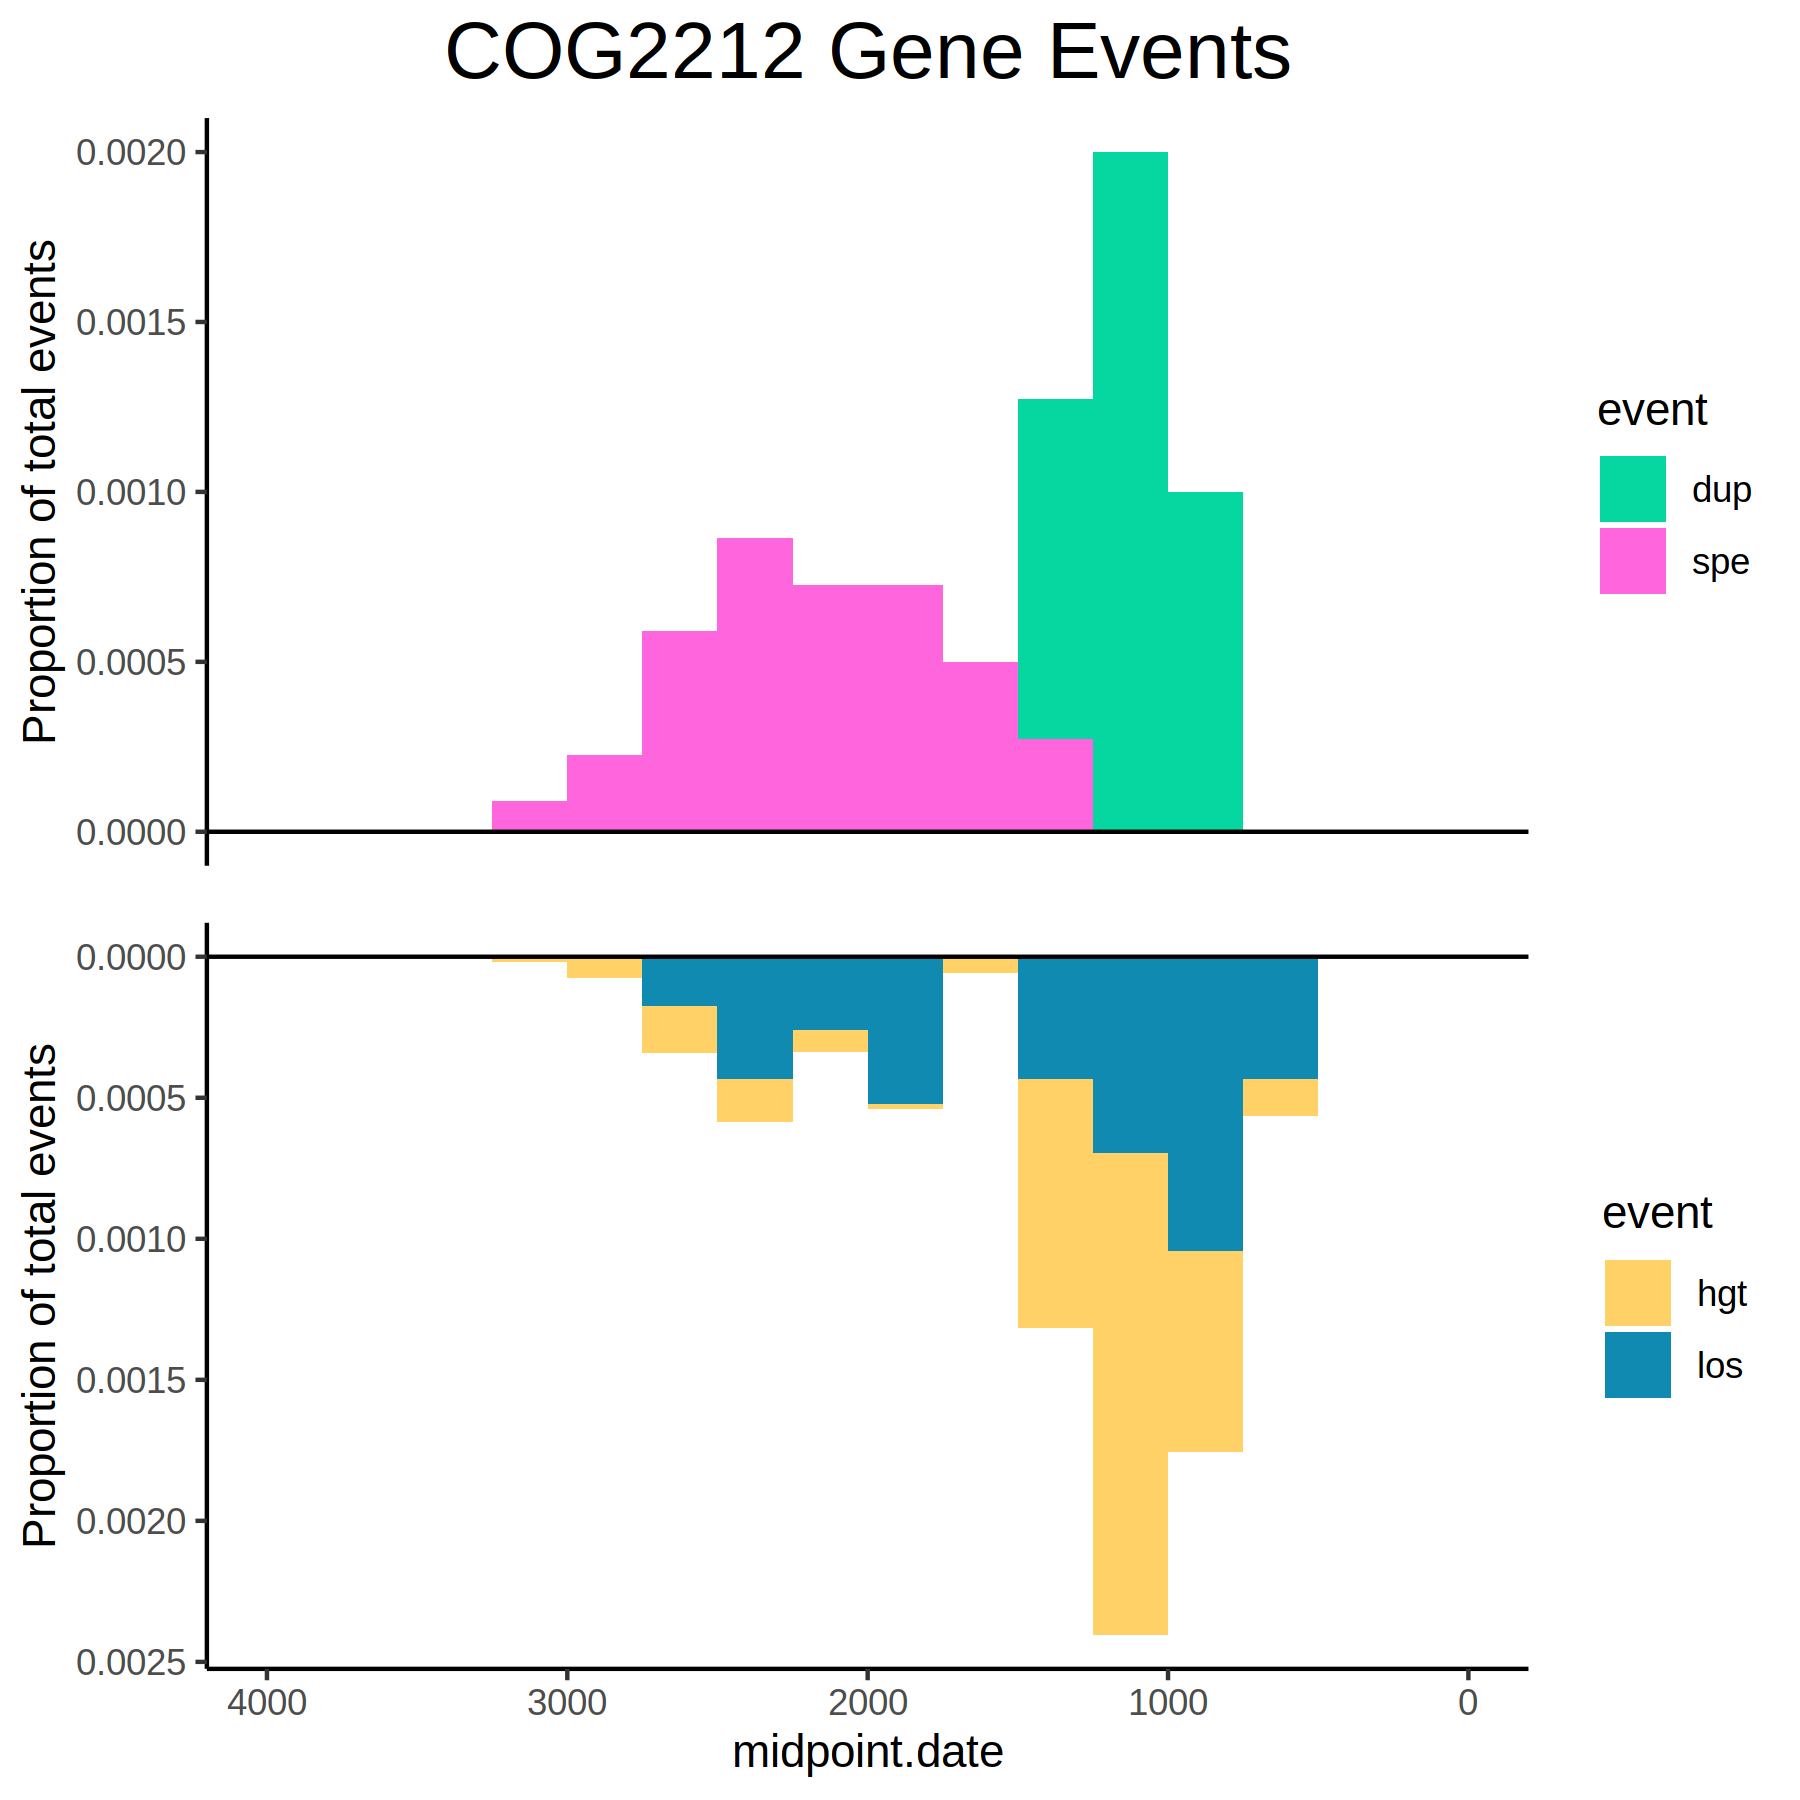 COG2212 Gene Events
Proportion of total events
0.0020
0.0015
0.0010
0.0005
0.0000
event
dup
spe
Proportion of total events
0.0000
0.0005
0.0010
0.0015
0.0020
0.0025
event
hgt
los
4000 3000 2000 1000 0
midpoint.date